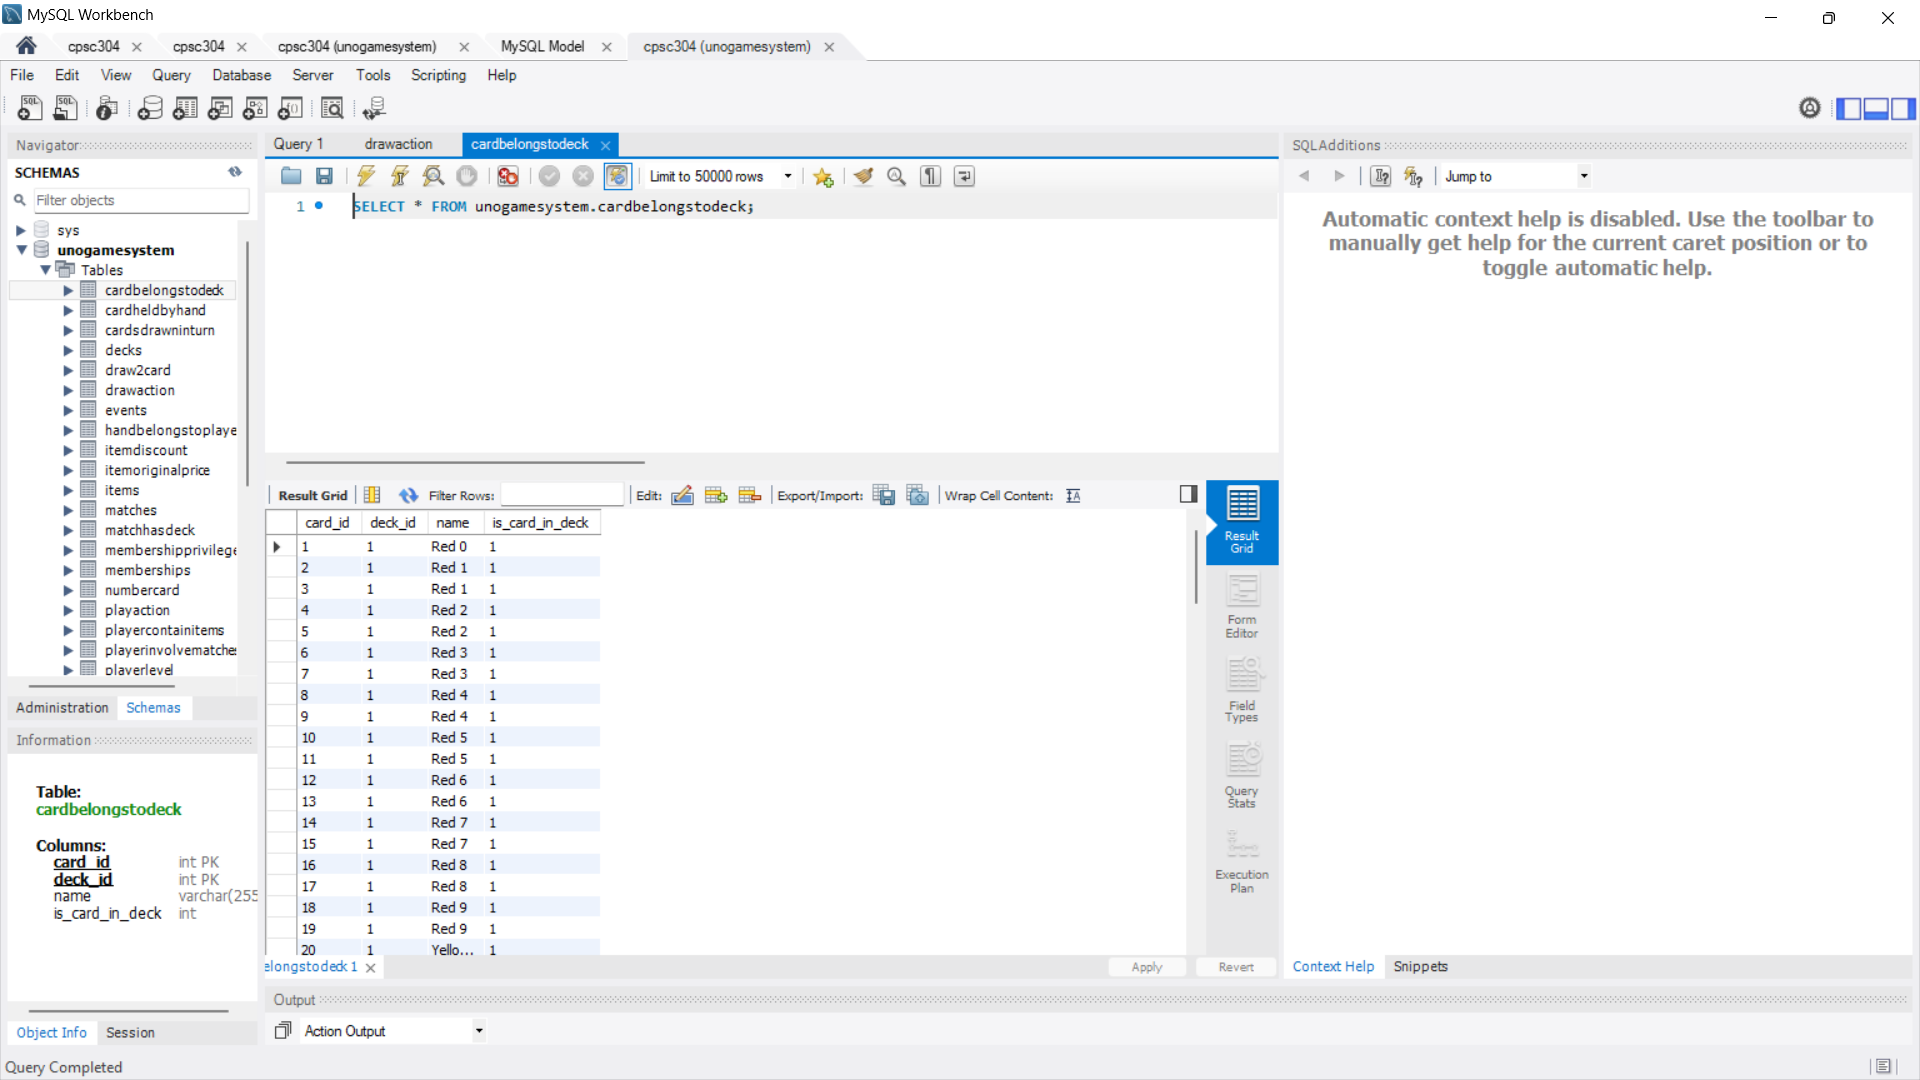 MySQL Workbench
cpsc304
cpsc304
cpsc304 (unogamesystem)
MySQL Model
cpsc304 (unogamesystem)
File Edit View Query Database Server Tools Scripting Help
Navigator
SCHEMAS
Filter objects
sys
unogamesystem
Tables
cardbelongstodeck
cardheldbyhand
cardsdrawninturn
decks
draw2card
drawaction
events
handbelongstoplaye
itemdiscount
itemoriginalprice
items
matches
matchhasdeck
membershipprivilege
memberships
numbercard
playaction
playercontainitems
playerinvolvematche
playerlevel
Administration Schemas
Information
Table:
cardbelongstodeck
Columns:
card_id int PK
deck_id int PK
name varchar(255
is_card_in_deck int
Object Info Session
Query 1 drawaction cardbelongstodeck
Limit to 50000 rows
1 SELECT * FROM unogamesystem.cardbelongstodeck;
Result Grid Filter Rows: Edit: Export/Import: Wrap Cell Content:
card_id deck_id name is_card_in_deck
1 1 Red 0 1
2 1 Red 1 1
3 1 Red 1 1
4 1 Red 2 1
5 1 Red 2 1
6 1 Red 3 1
7 1 Red 3 1
8 1 Red 4 1
9 1 Red 4 1
10 1 Red 5 1
11 1 Red 5 1
12 1 Red 6 1
13 1 Red 6 1
14 1 Red 7 1
15 1 Red 7 1
16 1 Red 8 1
17 1 Red 8 1
18 1 Red 9 1
19 1 Red 9 1
20 1 Yello... 1
Result
Grid
Form
Editor
Field
Types
Query
Stats
Execution
Plan
elongstodeck 1
Apply Revert
SQLAdditions
Jump to
Automatic context help is disabled. Use the toolbar to
manually get help for the current caret position or to
toggle automatic help.
Context Help Snippets
Output
Action Output
Query Completed